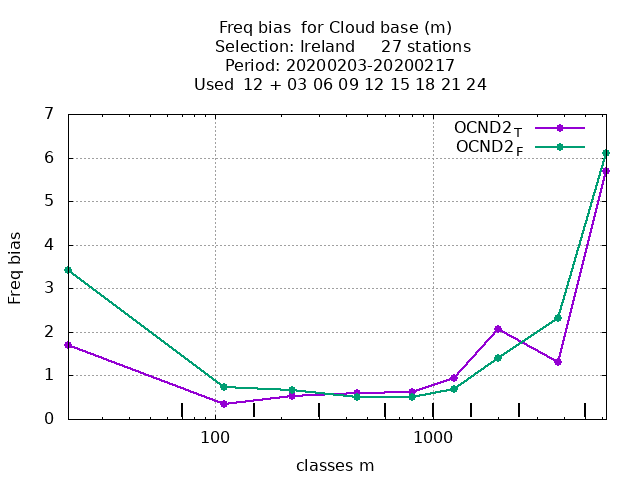 Freq bias  for Cloud base (m)
Selection: Ireland     27 stations
Period: 20200203-20200217
Used  12 + 03 06 09 12 15 18 21 24
7
6
5
4
3
2
1
0
Freq bias
OCND2T
OCND2F
100
1000
classes m